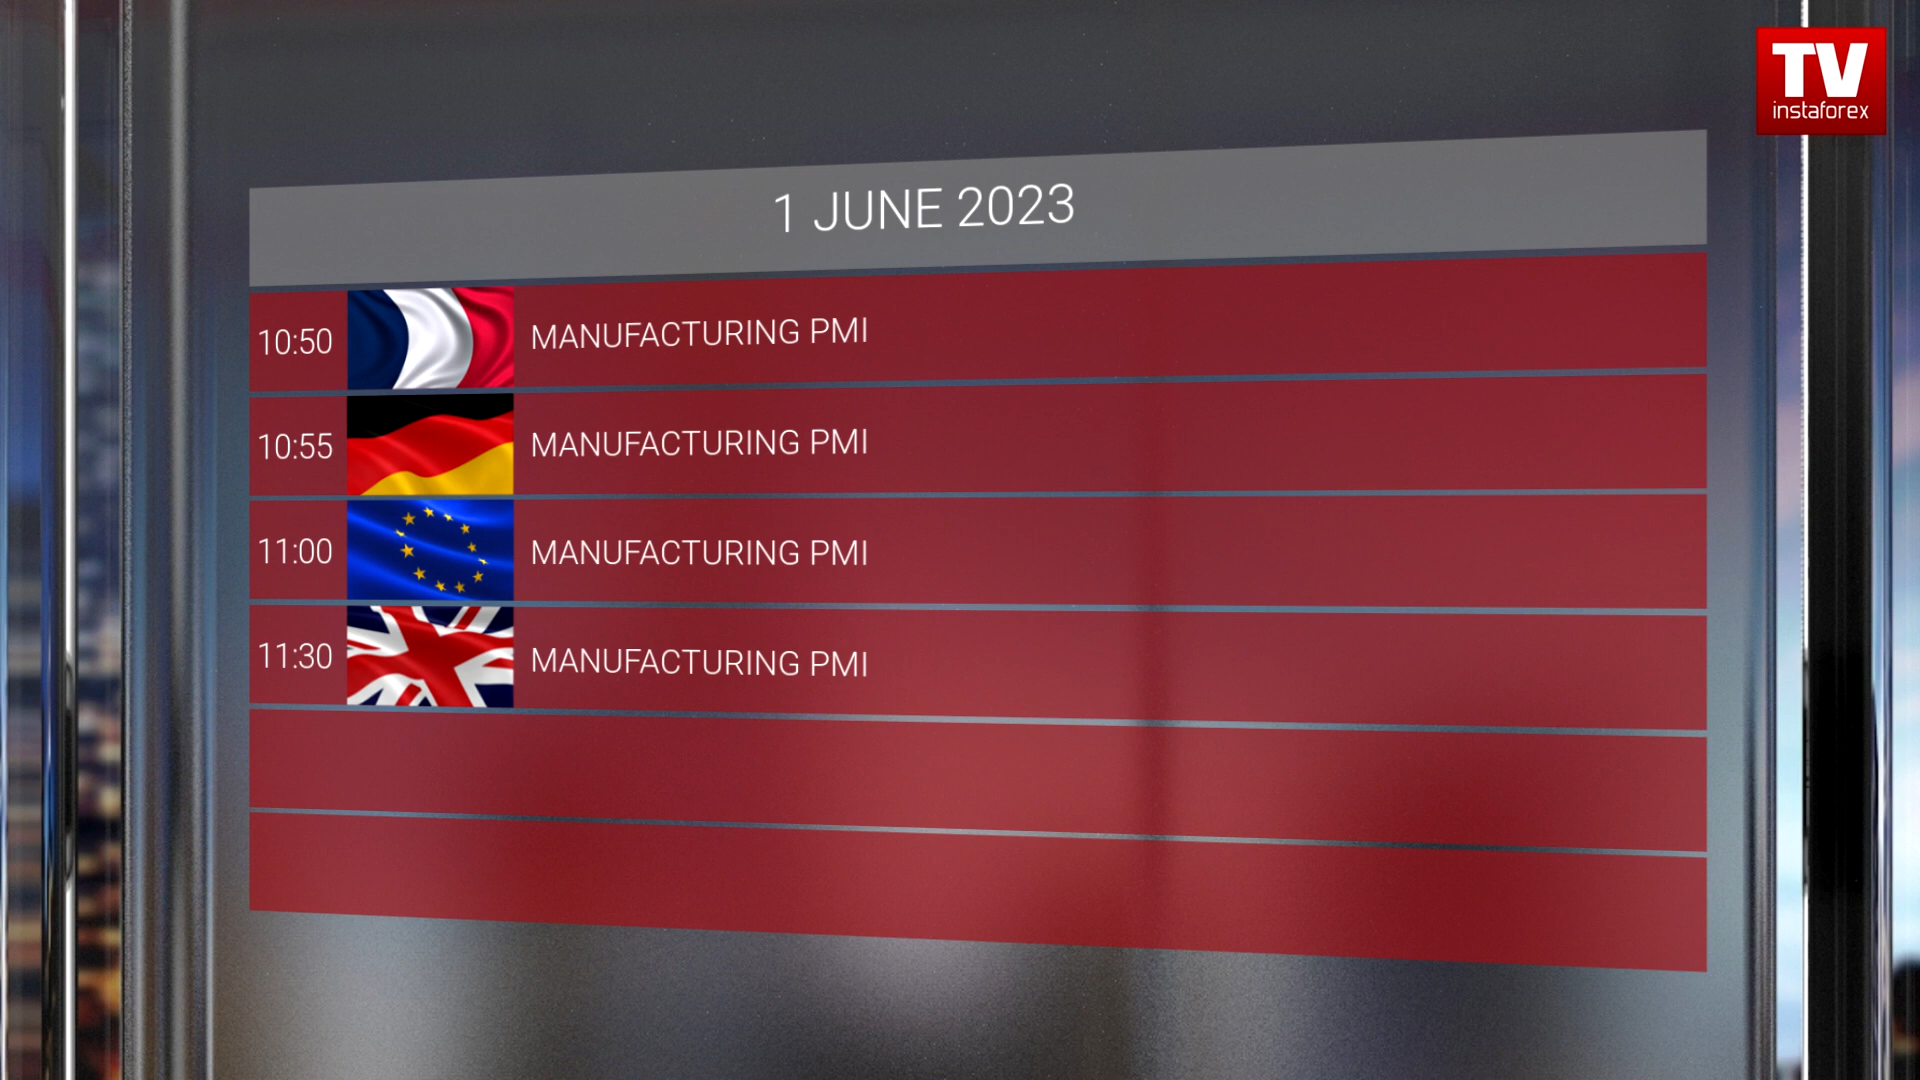 TV
instaforex
1 JUNE 2023
10:50 MANUFACTURING PMI
10:55 MANUFACTURING PMI
11:00 MANUFACTURING PMI
11:30 MANUFACTURING PMI